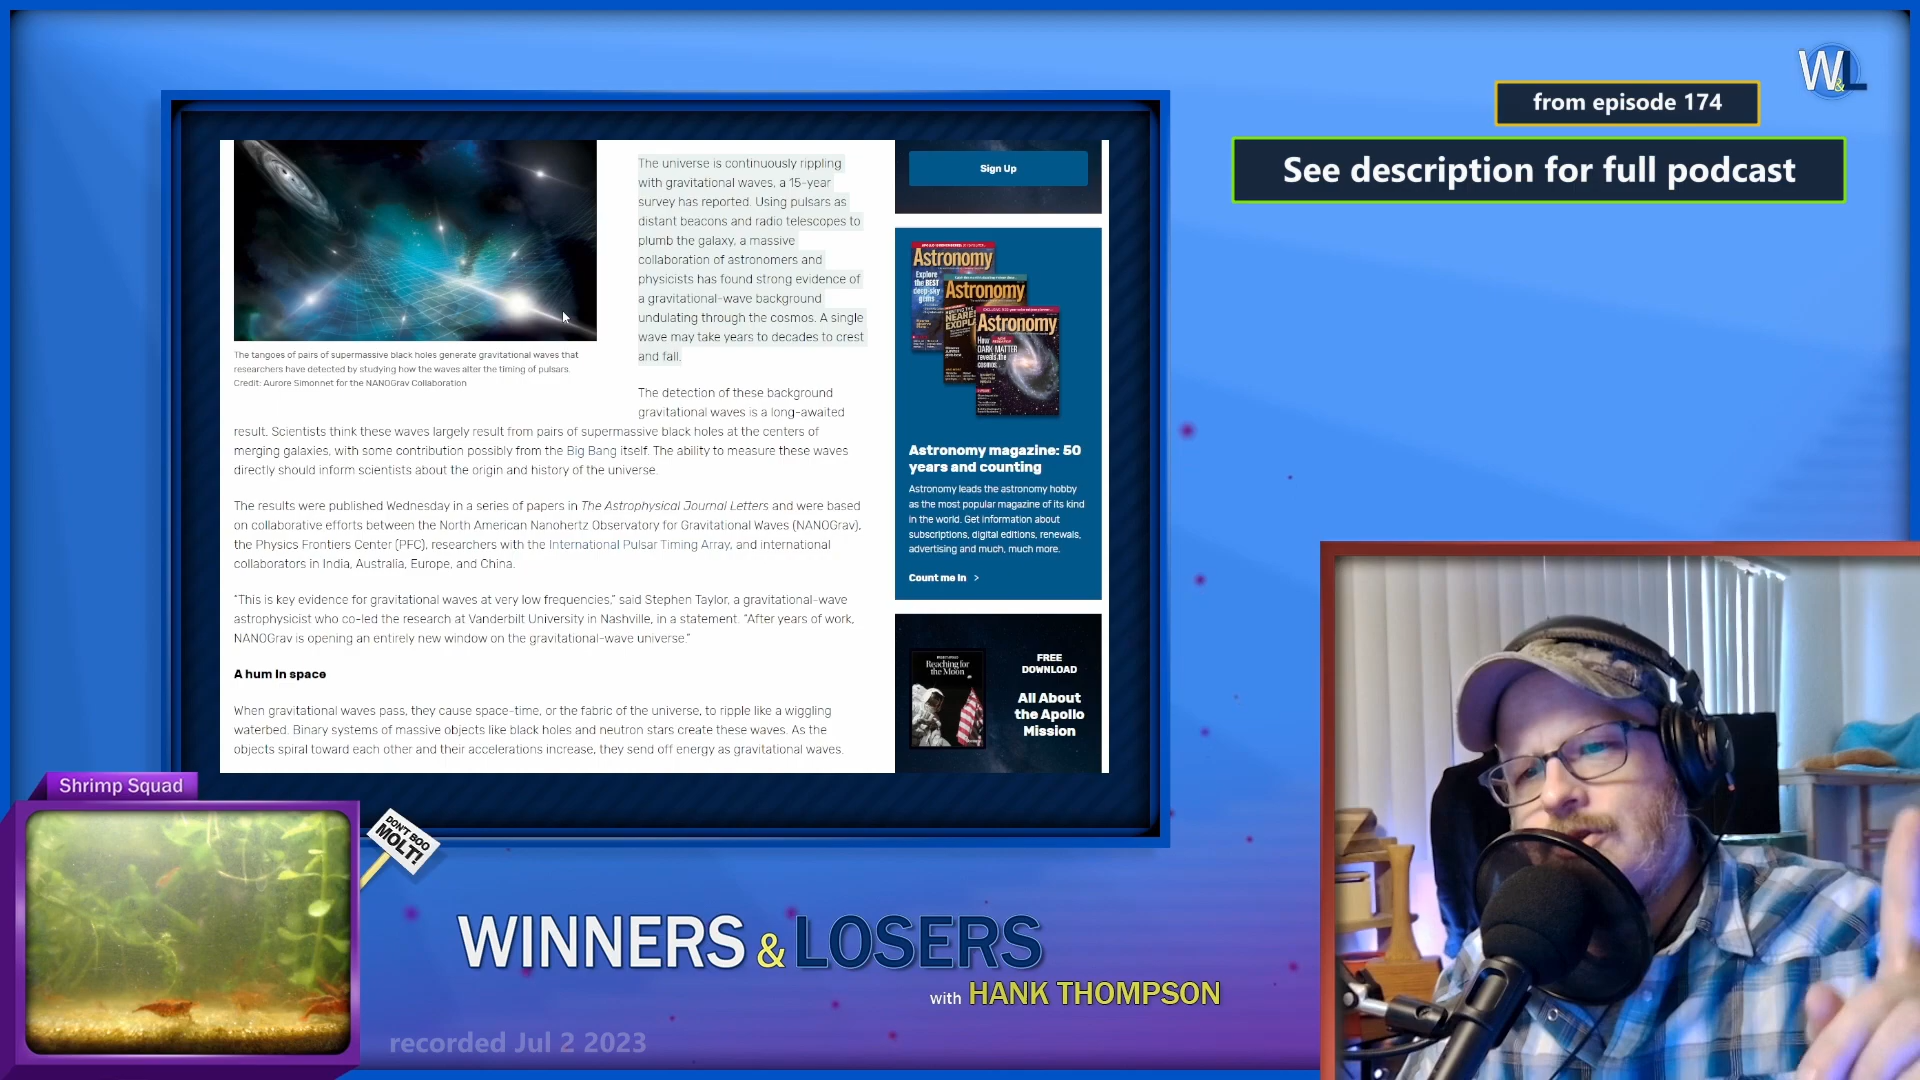 W&L
from episode 174
See description for full podcast
The universe is continuously rippling
with gravitational waves, a 15-year
survey has reported. Using pulsars as
distant beacons and radio telescopes to
plumb the galaxy, a massive
collaboration of astronomers and
physicists has found strong evidence of
a gravitational-wave background
undulating through the cosmos. A single
wave may take years to decades to crest
and fall.
The tangoes of pairs of supermassive black holes generate gravitational waves that
researchers have detected by studying how the waves alter the timing of pulsars.
Credit: Aurore Simonnet for the NANOGrav Collaboration
The detection of these background
gravitational waves is a long-awaited
result. Scientists think these waves largely result from pairs of supermassive black holes at the centers of
merging galaxies, with some contribution possibly from the Big Bang itself. The ability to measure these waves
directly should inform scientists about the origin and history of the universe.
The results were published Wednesday in a series of papers in The Astrophysical Journal Letters and were based
on collaborative efforts between the North American Nanohertz Observatory for Gravitational Waves (NANOGrav),
the Physics Frontiers Center (PFC), researchers with the International Pulsar Timing Array, and international
collaborators in India, Australia, Europe, and China.
“This is key evidence for gravitational waves at very low frequencies,” said Stephen Taylor, a gravitational-wave
astrophysicist who co-led the research at Vanderbilt University in Nashville, in a statement. “After years of work,
NANOGrav is opening an entirely new window on the gravitational-wave universe.”
A hum in space
When gravitational waves pass, they cause space-time, or the fabric of the universe, to ripple like a wiggling
waterbed. Binary systems of massive objects like black holes and neutron stars create these waves. As the
objects spiral toward each other and their accelerations increase, they send off energy as gravitational waves.
Sign Up
Astronomy
Explore
the BEST
deep-sky
gems
Astronomy
Astronomy
How
DARK MATTER
reveals the
cosmos
Astronomy magazine: 50
years and counting
Astronomy leads the astronomy hobby
as the most popular magazine of its kind
in the world. Get information about
subscriptions, digital editions, renewals,
advertising and much, much more.
Count me in >
Reaching for
the Moon
FREE
DOWNLOAD
All About
the Apollo
Mission
Shrimp Squad
DON'T BOO
MOLT!
WINNERS & LOSERS
with HANK THOMPSON
recorded Jul 2 2023